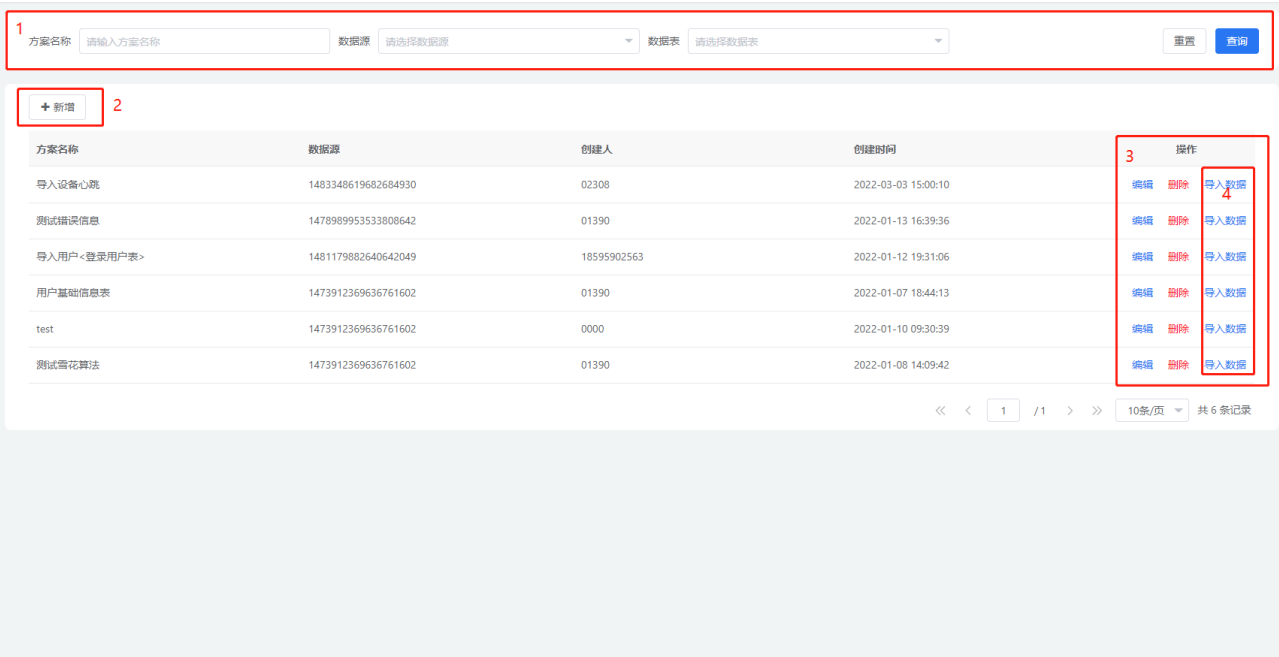 1
方案名称 请输入方案名称 数据源 请选择数据源 数据表 请选择数据表 重置 查询
+ 新增 2
方案名称 数据源 创建人 创建时间 操作
3
导入设备心跳 1483348619682684930 02308 2022-03-03 15:00:10 编辑 删除 导入数据
4
测试错误信息 1478989953533808642 01390 2022-01-13 16:39:36 编辑 删除 导入数据
导入用户<登录用户表> 1481179882640642049 18595902563 2022-01-12 19:31:06 编辑 删除 导入数据
用户基础信息表 1473912369636761602 01390 2022-01-07 18:44:13 编辑 删除 导入数据
test 1473912369636761602 0000 2022-01-10 09:30:39 编辑 删除 导入数据
测试雪花算法 1473912369636761602 01390 2022-01-08 14:09:42 编辑 删除 导入数据
1 / 1 10条/页 共 6 条记录